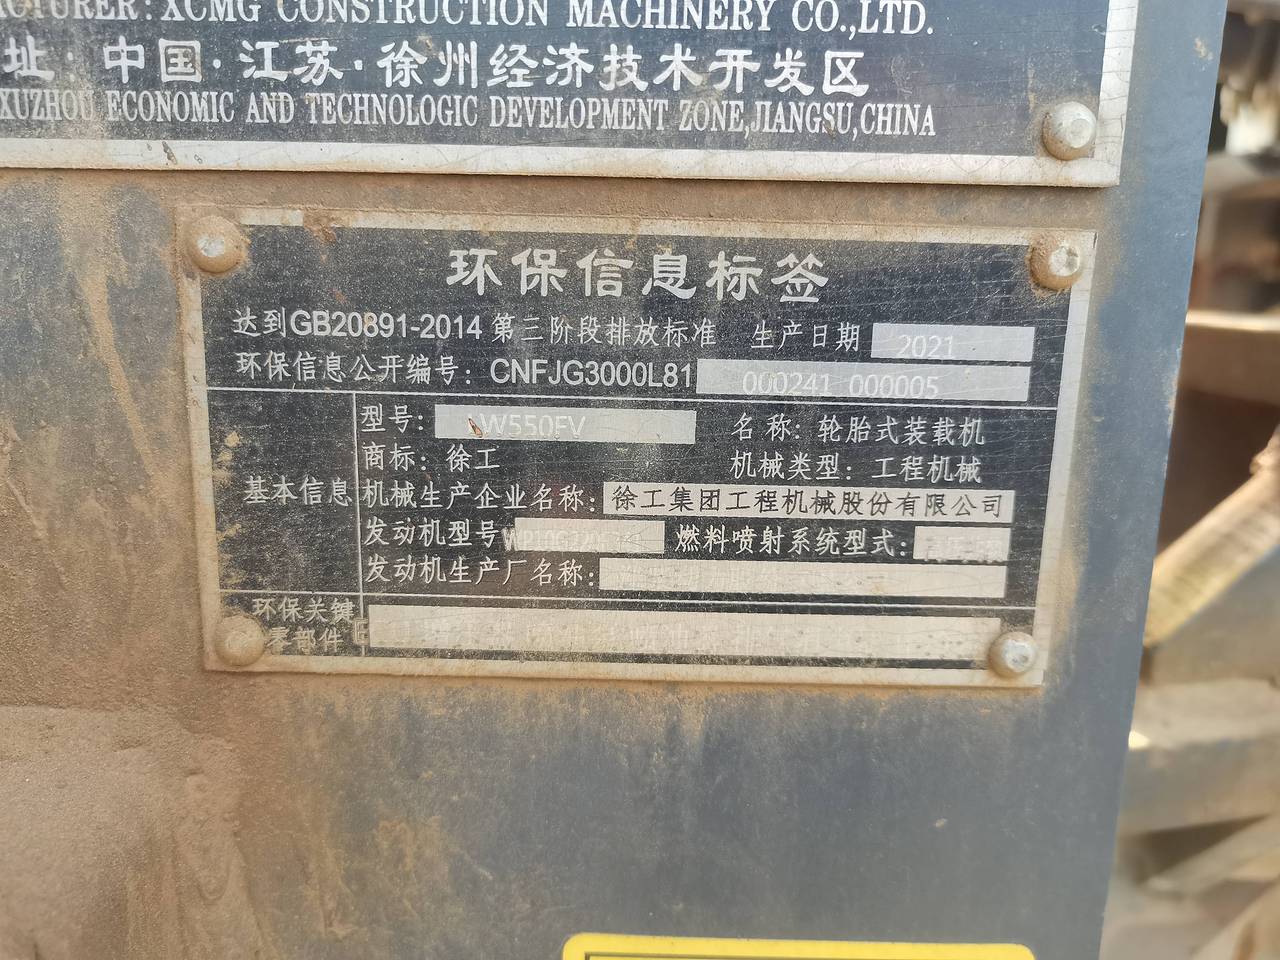 ACTURER: XCMG CONSTRUCTION MACHINERY CO.,LTD.
址·中国·江苏·徐州经济技术开发区
XUZHOU ECONOMIC AND TECHNOLOGIC DEVELOPMENT ZONE,JIANGSU,CHINA
环保信息标签
达到GB20891-2014第三阶段排放标准 生产日期 2021
环保信息公开编号: CNFJG3000L81 000241 000005
型号: LW550FV 名称: 轮胎式装载机
商标: 徐工 机械类型: 工程机械
基本信息 机械生产企业名称: 徐工集团工程机械股份有限公司
发动机型号 WP10G220 燃料喷射系统型式:
发动机生产厂名称:
环保关键
零部件